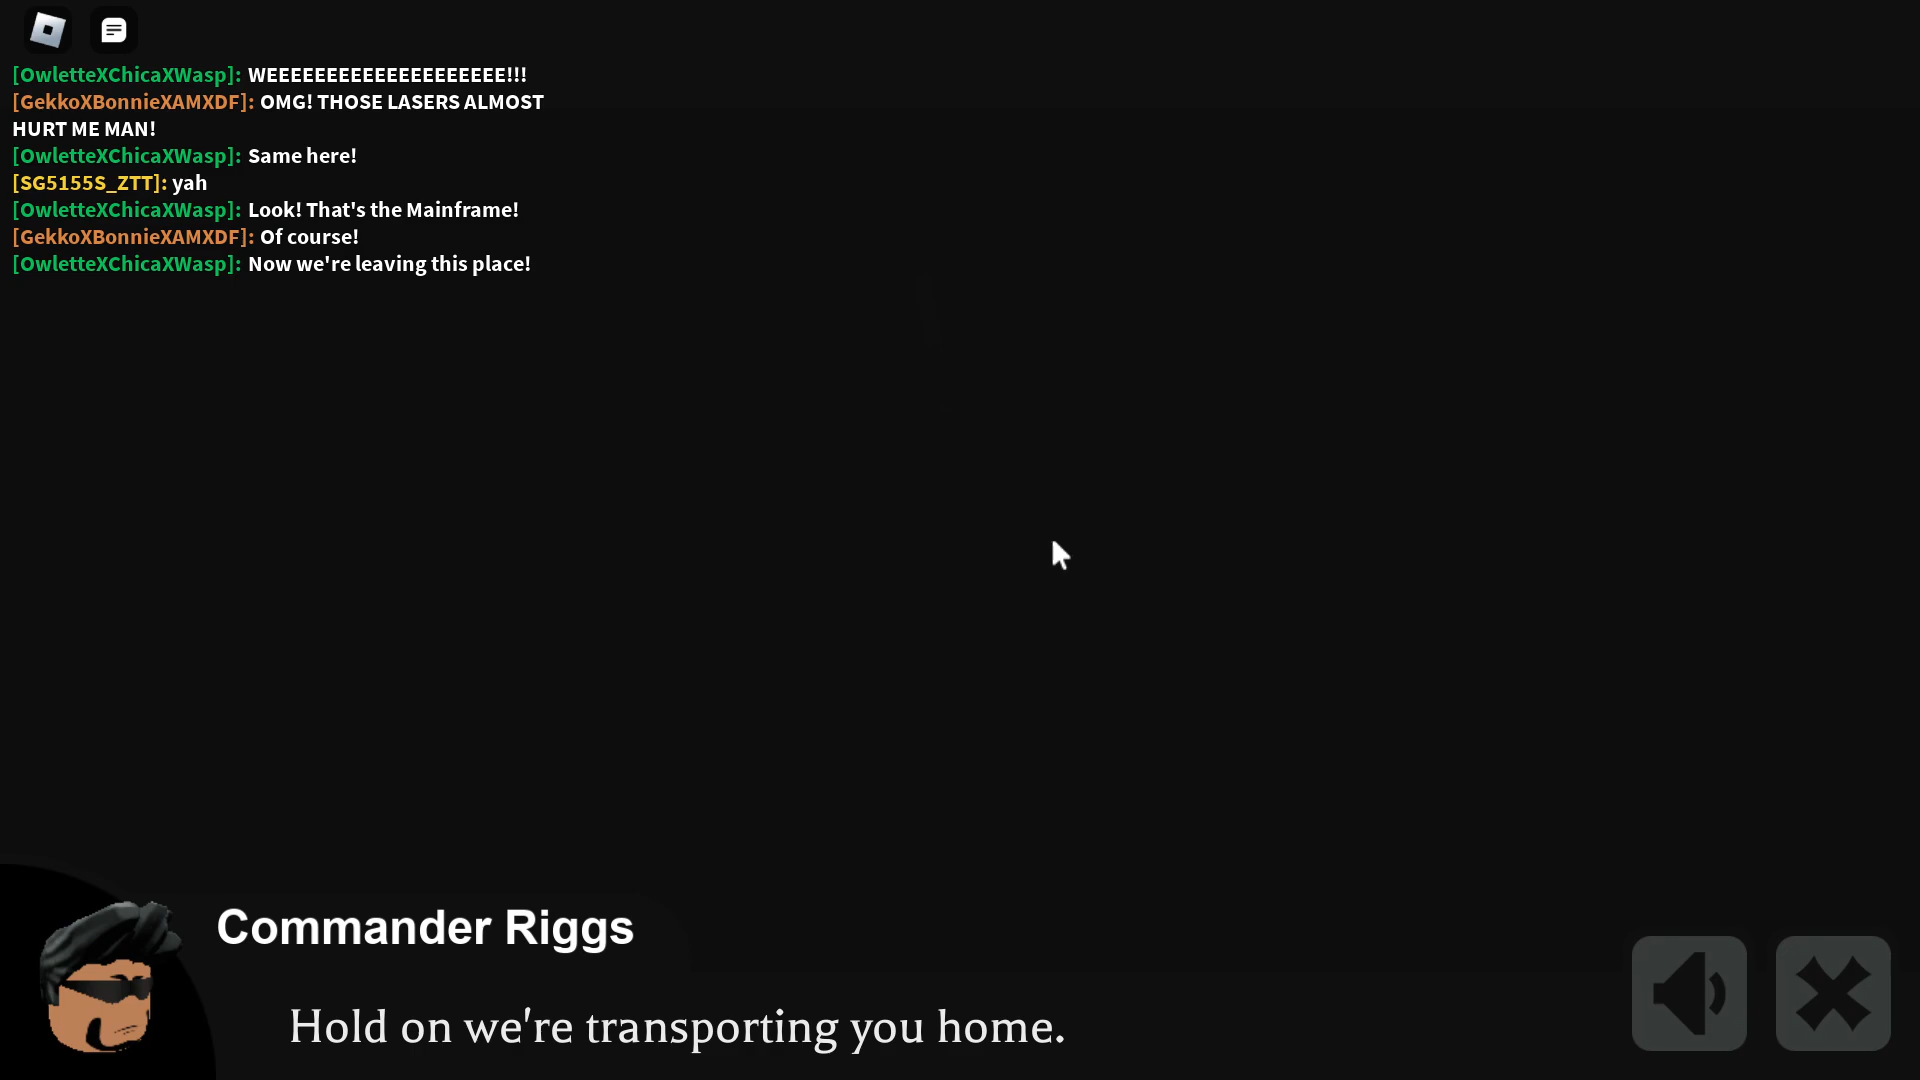 [OwletteXChicaXWasp]: WEEEEEEEEEEEEEEEEEEEE!!!
[GekkoXBonnieXAMXDF]: OMG! THOSE LASERS ALMOST
HURT ME MAN!
[OwletteXChicaXWasp]: Same here!
[SG5155S_ZTT]: yah
[OwletteXChicaXWasp]: Look! That's the Mainframe!
[GekkoXBonnieXAMXDF]: Of course!
[OwletteXChicaXWasp]: Now we're leaving this place!
Commander Riggs
Hold on we're transporting you home.